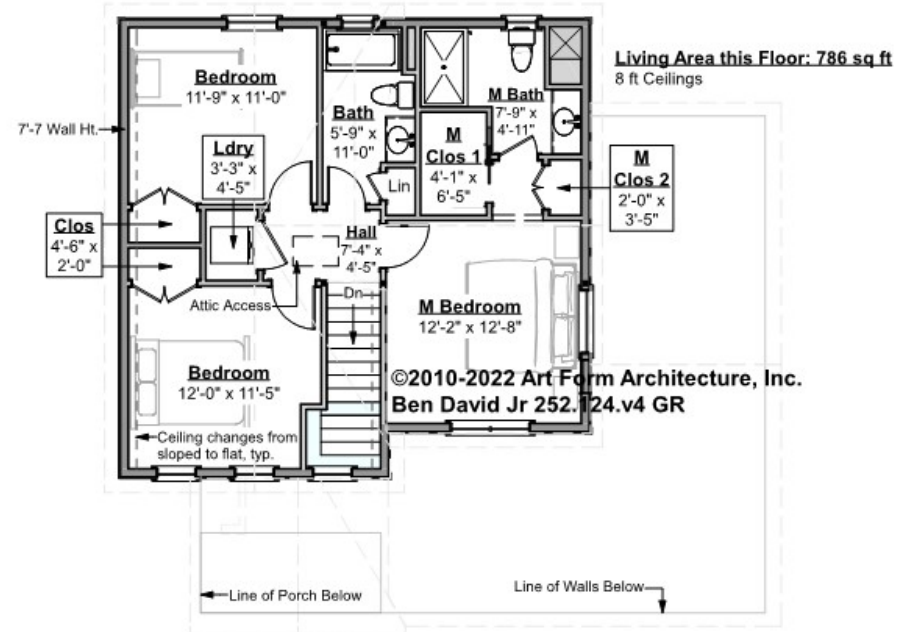 Living Area this Floor: 786 sq ft
8 ft Ceilings
Bedroom
11'-9" x 11'-0"
7'-7 Wall Ht.
Ldry
3'-3" x
4'-5"
Bath
5'-9" x
11'-0"
M Bath
7'-9" x
4'-11"
M
Clos 1
4'-1" x
6'-5"
Lin
M
Clos 2
2'-0" x
3'-5"
Clos
4'-6" x
2'-0"
Hall
7'-4" x
4'-5"
Attic Access
Dn
M Bedroom
12'-2" x 12'-8"
Bedroom
12'-0" x 11'-5"
©2010-2022 Art Form Architecture, Inc.
Ben David Jr 252.124.v4 GR
Ceiling changes from
sloped to flat, typ.
Line of Porch Below
Line of Walls Below